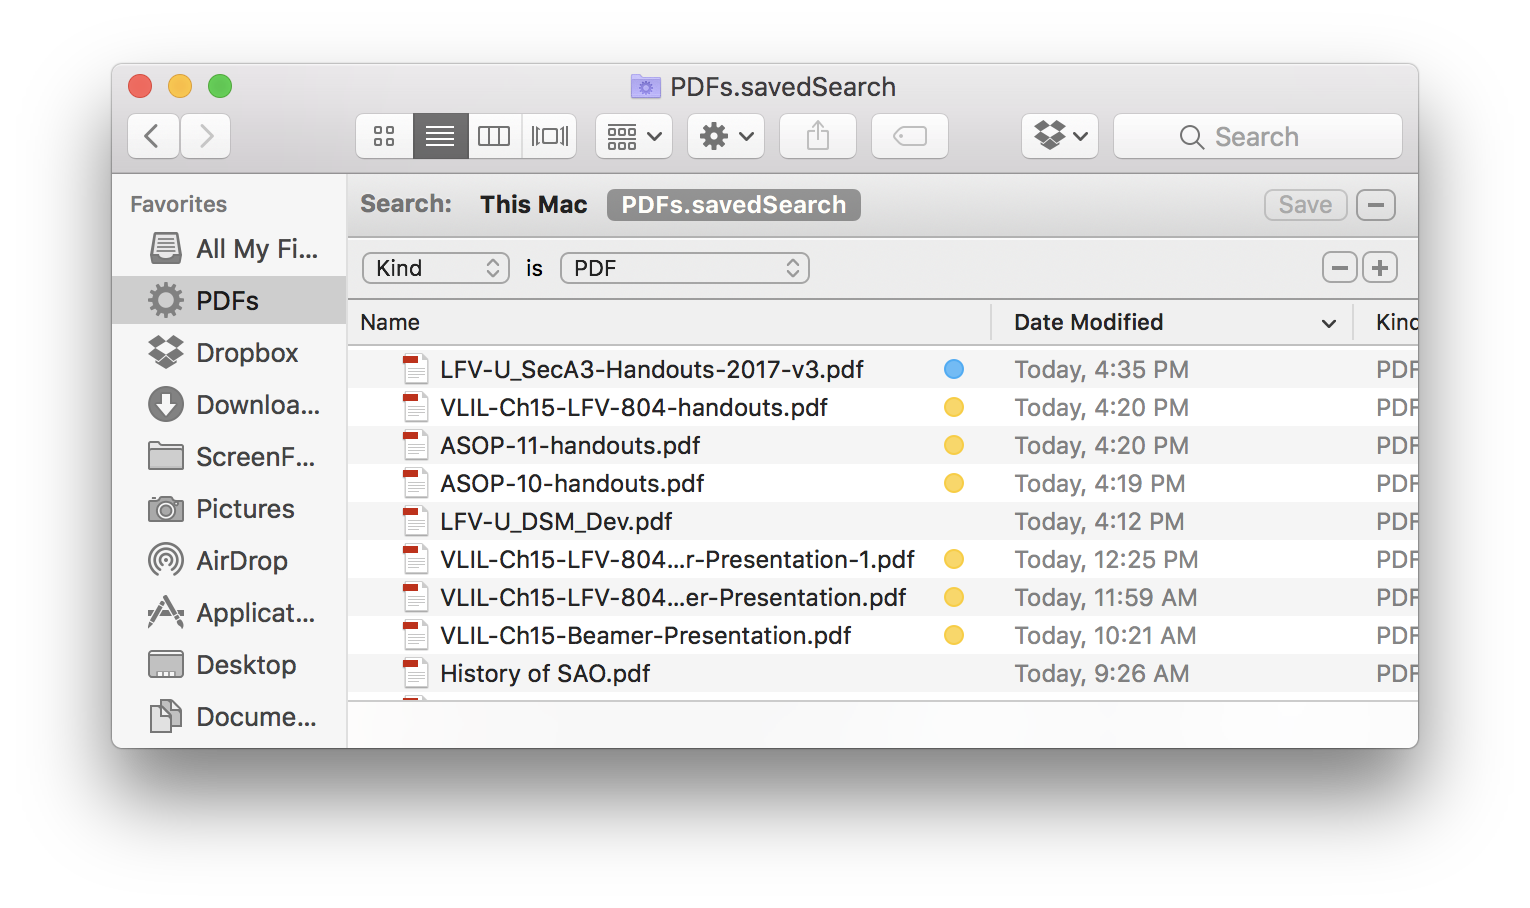 PDFs.savedSearch
Search
Favorites
All My Fi...
PDFs
Dropbox
Downloa...
ScreenF...
Pictures
AirDrop
Applicat...
Desktop
Docume...
Search: This Mac PDFs.savedSearch Save
Kind is PDF
Name Date Modified Kind
LFV-U_SecA3-Handouts-2017-v3.pdf Today, 4:35 PM PDF
VLIL-Ch15-LFV-804-handouts.pdf Today, 4:20 PM PDF
ASOP-11-handouts.pdf Today, 4:20 PM PDF
ASOP-10-handouts.pdf Today, 4:19 PM PDF
LFV-U_DSM_Dev.pdf Today, 4:12 PM PDF
VLIL-Ch15-LFV-804...r-Presentation-1.pdf Today, 12:25 PM PDF
VLIL-Ch15-LFV-804...er-Presentation.pdf Today, 11:59 AM PDF
VLIL-Ch15-Beamer-Presentation.pdf Today, 10:21 AM PDF
History of SAO.pdf Today, 9:26 AM PDF